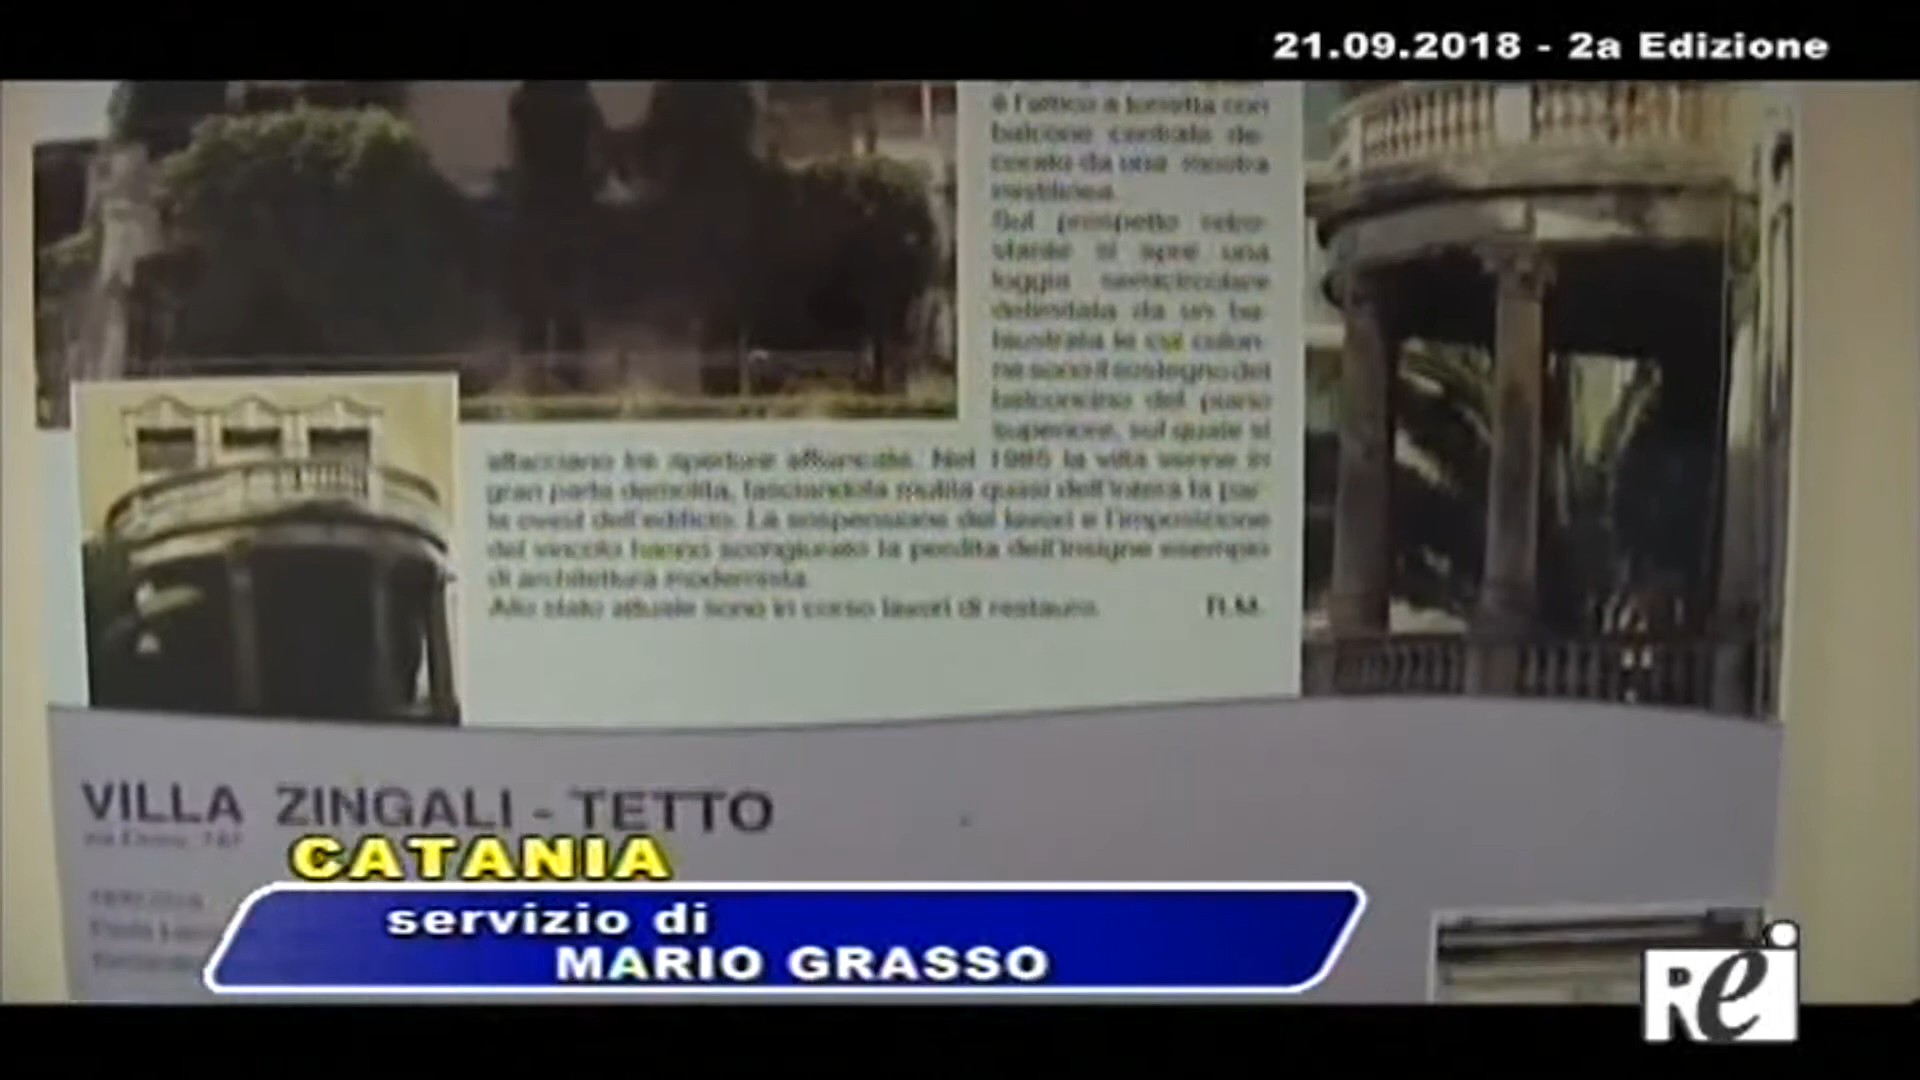 21.09.2018 - 2a Edizione
è l'attico a torretta con
balcone centrale de-
corato da una mostra
mistilinea.
Sul prospetto retro-
stante si apre una
loggia semicircolare
delimitata da un ba-
laustrata le cui colon-
ne sono il sostegno del
balconcino del piano
superiore, sul quale si
affacciano tre aperture affiancate. Nel la villa venne in
gran parte demolita, lasciandola mutila quasi dell'intera la par-
te ovest dell'edificio. La sospensione dei lavori e l'imposizione
del vincolo hanno scongiurato la perdita dell'insigne esempio
di architettura modernista.
Allo stato attuale sono in corso lavori di restauro. R.M.
VILLA ZINGALI - TETTO
CATANIA
servizio di
MARIO GRASSO
Rei